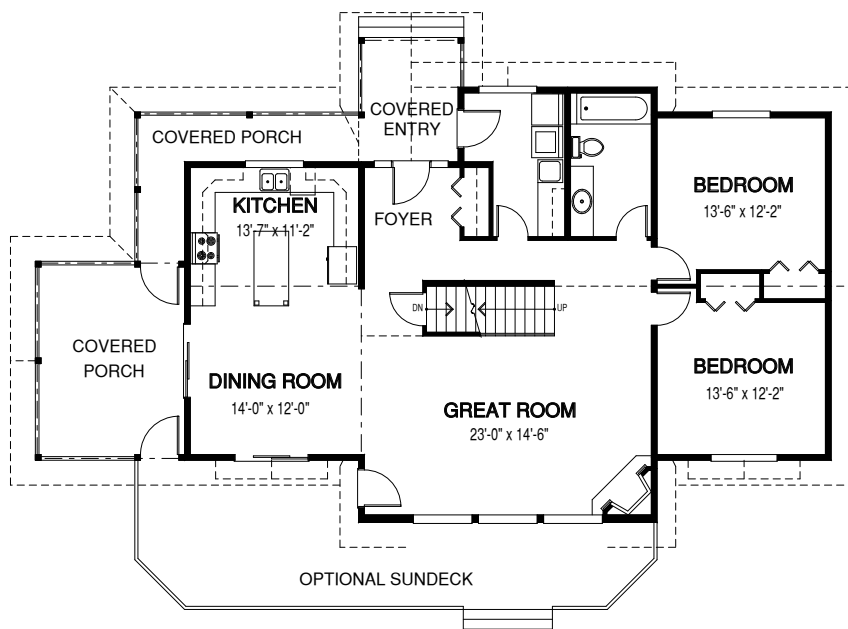 COVERED
ENTRY
COVERED PORCH
KITCHEN
13'-7" x 11'-2"
FOYER
BEDROOM
13'-6" x 12'-2"
DN
UP
COVERED
PORCH
DINING ROOM
14'-0" x 12'-0"
GREAT ROOM
23'-0" x 14'-6"
BEDROOM
13'-6" x 12'-2"
OPTIONAL SUNDECK